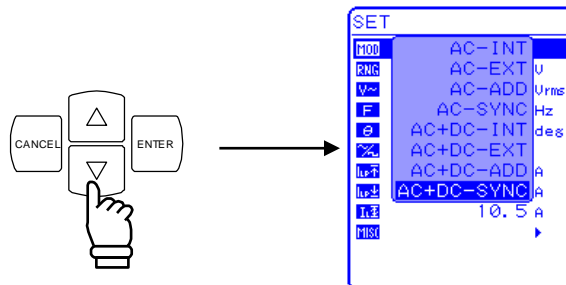 CANCEL
ENTER
SET
MOD AC-INT
RNG AC-EXT V
V~ AC-ADD Vrms
F AC-SYNC Hz
θ AC+DC-INT deg
AC+DC-EXT
AC+DC-ADD A
AC+DC-SYNC A
10.5 A
MISC